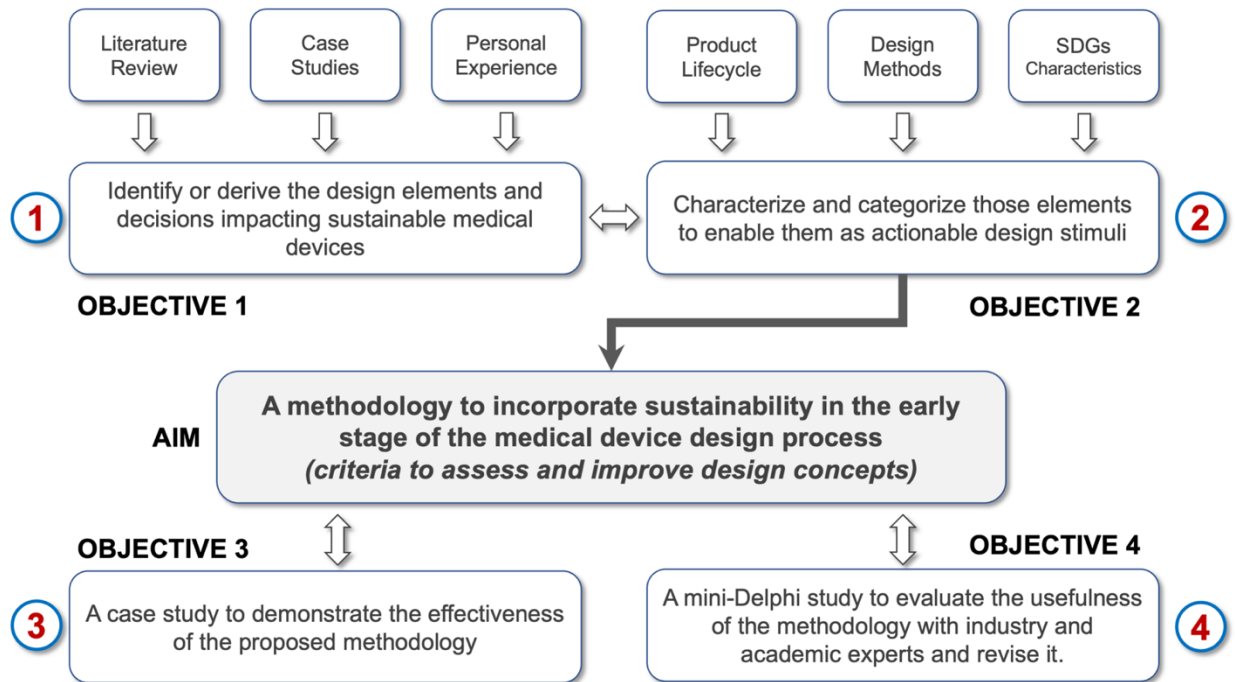 Literature
Review
Case
Studies
Personal
Experience
Product
Lifecycle
Design
Methods
SDGs
Characteristics
1
Identify or derive the design elements and
decisions impacting sustainable medical
devices
Characterize and categorize those elements
to enable them as actionable design stimuli
2
OBJECTIVE 1
OBJECTIVE 2
AIM
A methodology to incorporate sustainability in the early
stage of the medical device design process
(criteria to assess and improve design concepts)
OBJECTIVE 3
OBJECTIVE 4
3
A case study to demonstrate the effectiveness
of the proposed methodology
A mini-Delphi study to evaluate the usefulness
of the methodology with industry and
academic experts and revise it.
4